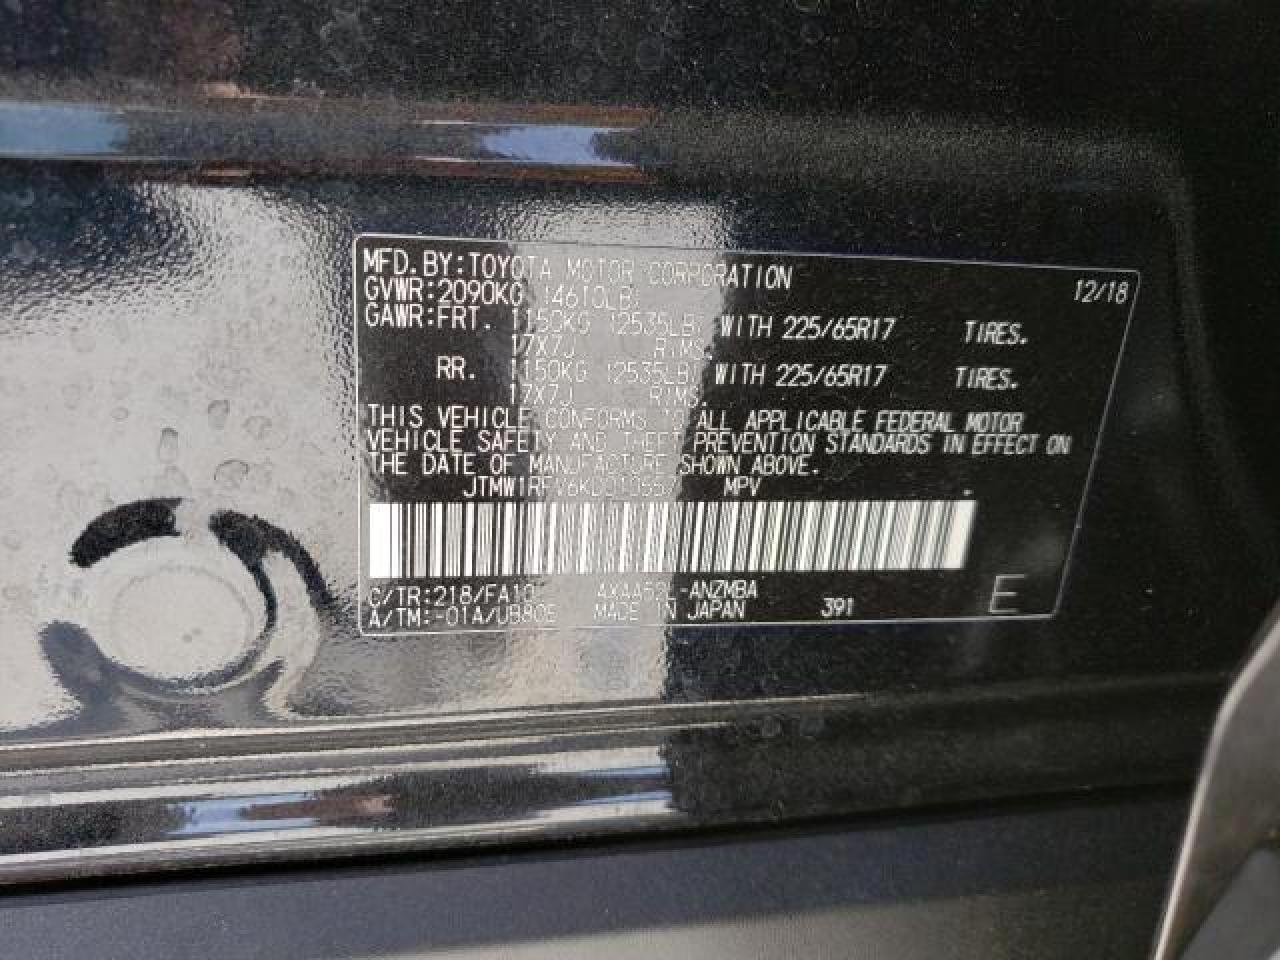 MFD.BY:TOYOTA MOTOR CORPORATION 12/18
GVWR:2090KG (4610LB)
GAWR:FRT. 1150KG (2535LB) WITH 225/65R17 TIRES.
17X7J RIMS.
RR. 1150KG (2535LB) WITH 225/65R17 TIRES.
17X7J RIMS.
THIS VEHICLE CONFORMS TO ALL APPLICABLE FEDERAL MOTOR
VEHICLE SAFETY AND THEFT PREVENTION STANDARDS IN EFFECT ON
THE DATE OF MANUFACTURE SHOWN ABOVE.
MPV
C/TR:218/FA10 AXAA52L-ANZMBA
A/TM:-01A/UB80E MADE IN JAPAN 391
E